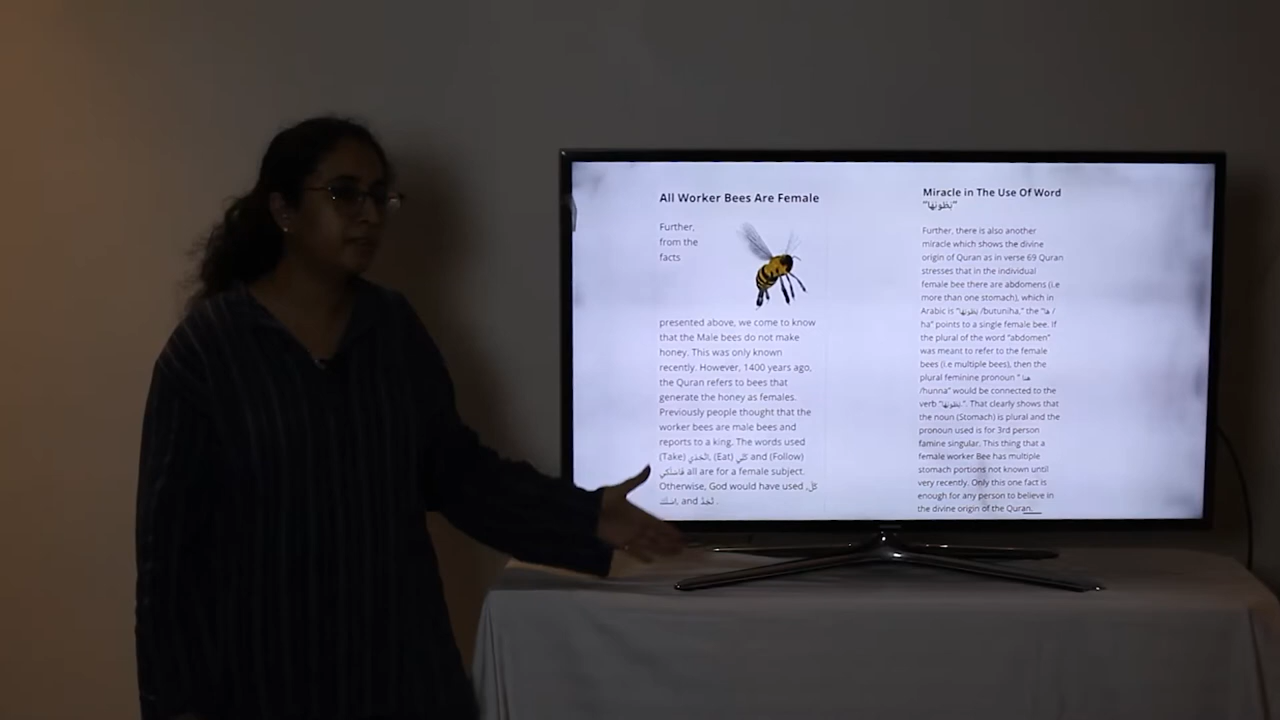 All Worker Bees Are Female
Further,
from the
facts
presented above, we come to know
that the Male bees do not make
honey. This was only known
recently. However, 1400 years ago,
the Quran refers to bees that
generate the honey as females.
Previously people thought that the
worker bees are male bees and
reports to a king. The words used
(Take) اتَّخِذي, (Eat) كُلِي and (Follow)
فَاسْلُكي all are for a female subject.
Otherwise, God would have used كُلْ,
اسْلُك, and تَّخِذْ .
Miracle in The Use Of Word
"بُطُونِهَا"
Further, there is also another
miracle which shows the divine
origin of Quran as in verse 69 Quran
stresses that in the individual
female bee there are abdomens (i.e
more than one stomach), which in
Arabic is "بُطُونِهَا /butuniha," the "ها /
ha" points to a single female bee. If
the plural of the word "abdomen"
was meant to refer to the female
bees (i.e multiple bees), then the
plural feminine pronoun "
/hunna" would be connected to the
verb "بُطُونِهَا.". That clearly shows that
the noun (Stomach) is plural and the
pronoun used is for 3rd person
famine singular. This thing that a
female worker Bee has multiple
stomach portions not known until
very recently. Only this one fact is
enough for any person to believe in
the divine origin of the Quran.